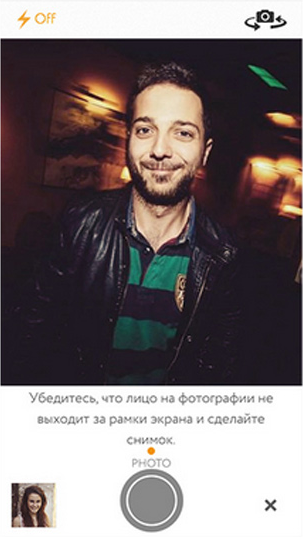 Off
Убедитесь, что лицо на фотографии не
выходит за рамки экрана и сделайте
снимок.
PHOTO